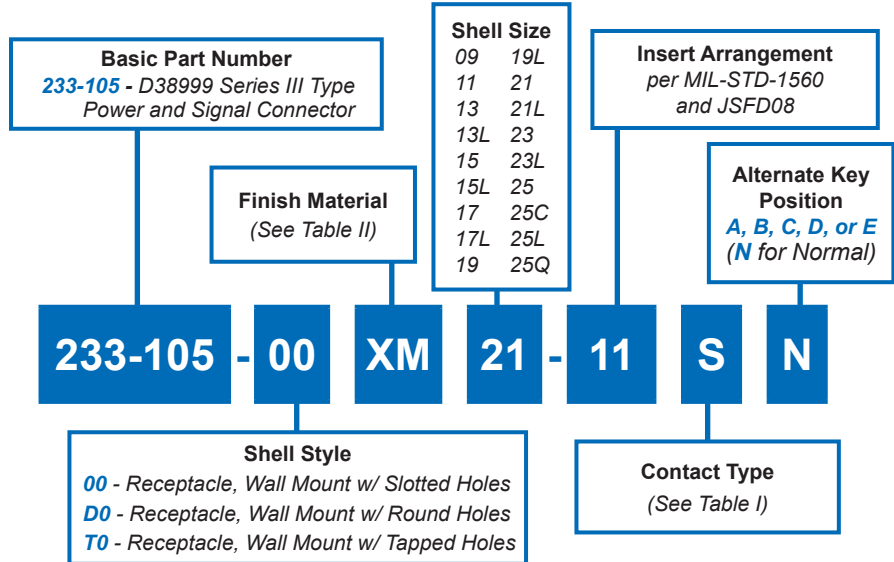 Basic Part Number
233-105 - D38999 Series III Type
Power and Signal Connector
Finish Material
(See Table II)
Shell Size
09 19L
11 21
13 21L
13L 23
15 23L
15L 25
17 25C
17L 25L
19 25Q
Insert Arrangement
per MIL-STD-1560
and JSFD08
Alternate Key
Position
A, B, C, D, or E
(N for Normal)
233-105 - 00 XM 21 - 11 S N
Shell Style
00 - Receptacle, Wall Mount w/ Slotted Holes
D0 - Receptacle, Wall Mount w/ Round Holes
T0 - Receptacle, Wall Mount w/ Tapped Holes
Contact Type
(See Table I)